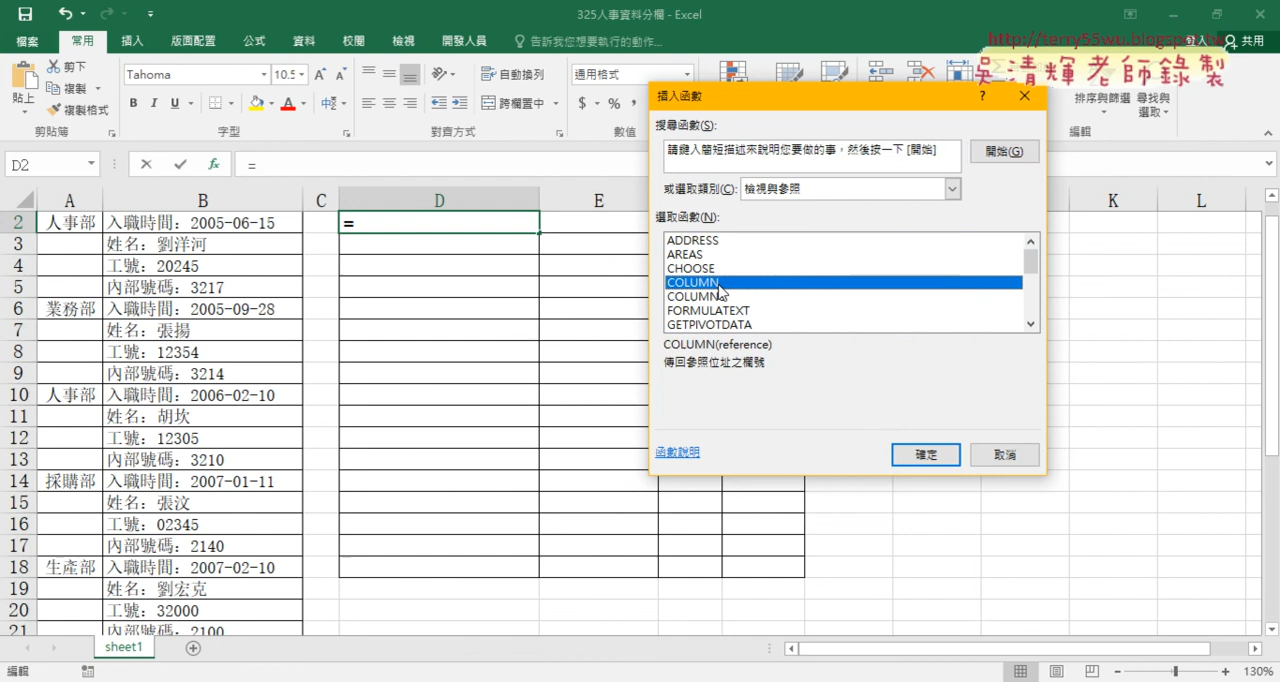 325人事資料分欄 - Excel
檔案 常用 插入 版面配置 公式 資料 校閱 檢視 開發人員 告訴我您想要執行的動作... 登入 共用
http://terry55wu.blogspot.tw
吳清輝老師錄製
剪下
複製
複製格式
貼上
剪貼簿
Tahoma 10.5
B I U
字型
自動換列
跨欄置中
對齊方式
通用格式
$ % ,
數值
排序與篩選 尋找與選取
編輯
D2 fx =
A B C D E K L
2 人事部 入職時間：2005-06-15 =
3 姓名：劉洋河
4 工號：20245
5 內部號碼：3217
6 業務部 入職時間：2005-09-28
7 姓名：張揚
8 工號：12354
9 內部號碼：3214
10 人事部 入職時間：2006-02-10
11 姓名：胡坎
12 工號：12305
13 內部號碼：3210
14 採購部 入職時間：2007-01-11
15 姓名：張汶
16 工號：02345
17 內部號碼：2140
18 生產部 入職時間：2007-02-10
19 姓名：劉宏克
20 工號：32000
21 內部號碼：2100
插入函數 ?
搜尋函數(S):
請鍵入簡短描述來說明您要做的事，然後按一下 [開始]
開始(G)
或選取類別(C): 檢視與參照
選取函數(N):
ADDRESS
AREAS
CHOOSE
COLUMN
COLUMNS
FORMULATEXT
GETPIVOTDATA
COLUMN(reference)
傳回參照位址之欄號
函數說明
確定
取消
sheet1
編輯
130%